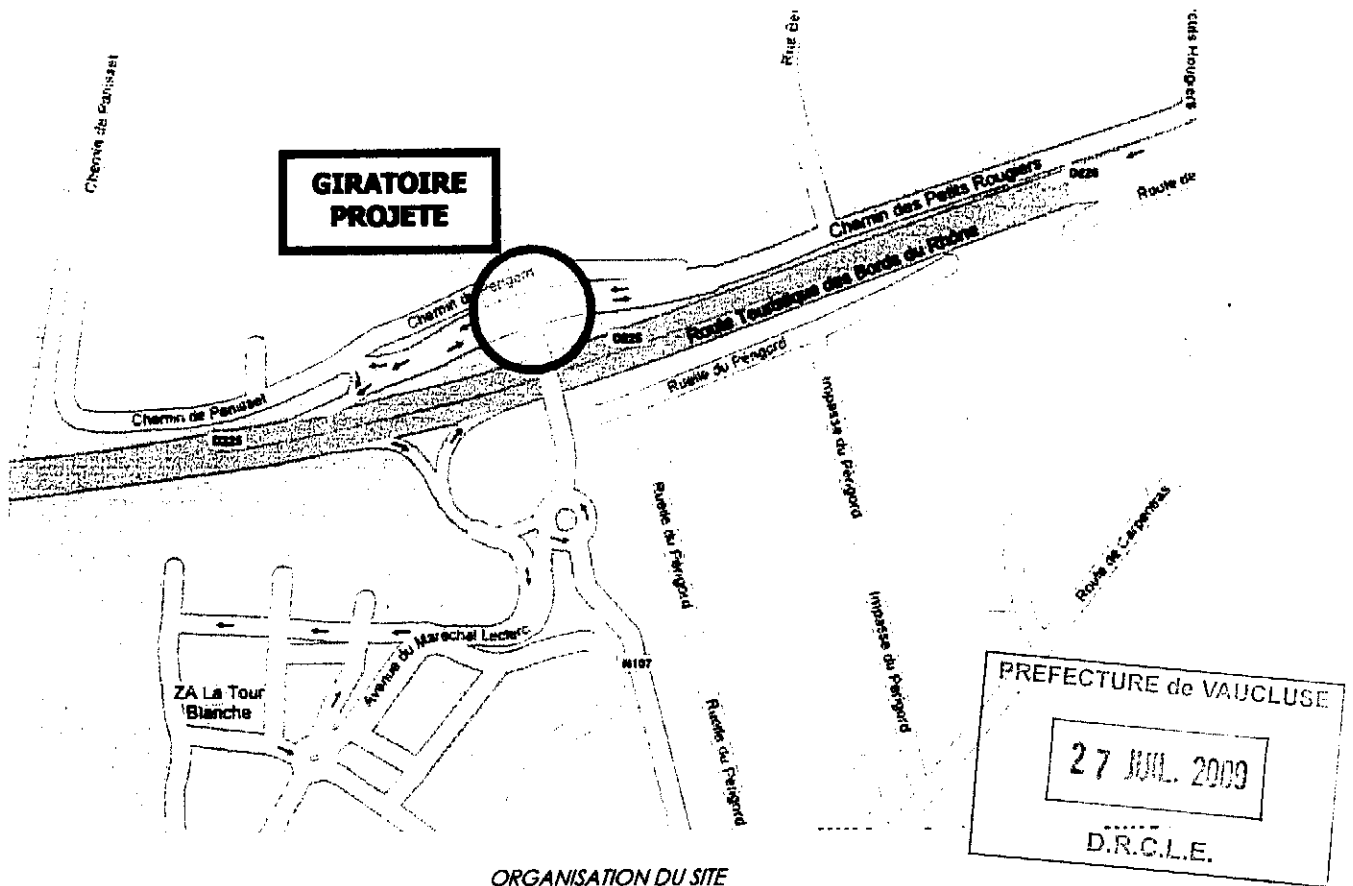 Chemin de Panisset
GIRATOIRE
PROJETE
Chemin des Petits Rougiers
D226
Route de
Route Touristique des Bords du Rhône
D225
Ruelle du Périgord
Chemin de Panisset
D225
Impasse du Périgord
Ruelle du Périgord
Route de Carpentras
Impasse du Périgord
Avenue du Maréchal Leclerc
N107
ZA La Tour
Blanche
Ruelle du Périgord
PREFECTURE de VAUCLUSE
27 JUIL. 2009
D.R.C.L.E.
ORGANISATION DU SITE